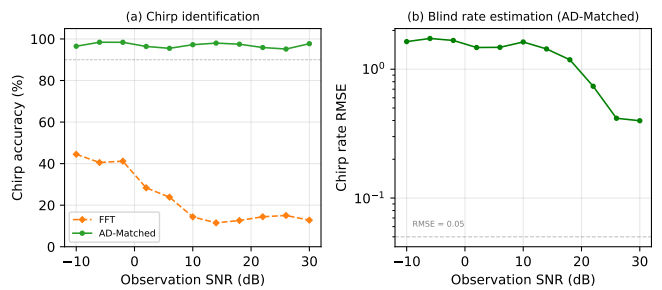 (a) Chirp identification
100
80
60
40
20
0
Chirp accuracy (%)
FFT
AD-Matched
−10
0
10
20
30
Observation SNR (dB)
(b) Blind rate estimation (AD-Matched)
10⁰
10⁻¹
Chirp rate RMSE
RMSE = 0.05
−10
0
10
20
30
Observation SNR (dB)